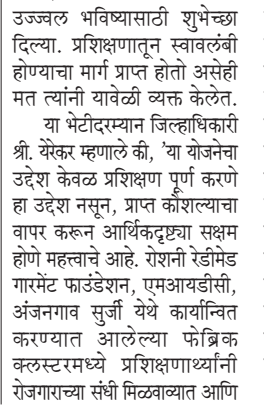 उज्ज्वल भविष्यासाठी शुभेच्छा
दिल्या. प्रशिक्षणातून स्वावलंबी
होण्याचा मार्ग प्राप्त होतो असेही
मत त्यांनी यावेळी व्यक्त केलेत.
या भेटीदरम्यान जिल्हाधिकारी
श्री. येरेकर म्हणाले की, 'या योजनेचा
उद्देश केवळ प्रशिक्षण पूर्ण करणे
हा उद्देश नसून, प्राप्त कौशल्याचा
वापर करून आर्थिकदृष्ट्या सक्षम
होणे महत्त्वाचे आहे. रोशनी रेडीमेड
गारमेंट फाउंडेशन, एमआयडीसी,
अंजनगाव सुर्जी येथे कार्यान्वित
करण्यात आलेल्या फेब्रिक
क्लस्टरमध्ये प्रशिक्षणार्थ्यांनी
रोजगाराच्या संधी मिळवाव्यात आणि